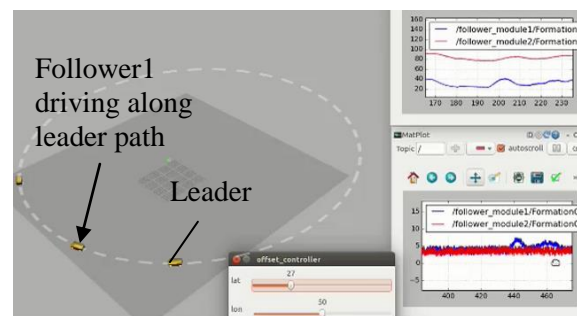 Follower1
driving along
leader path
Leader
160
140
120
100
80
60
40
20
/follower_module1/Formation
/follower_module2/Formation
170 180 190 200 210 220 230
MatPlot
Topic /
autoscroll
15
10
5
0
−5
/follower_module1/FormationC
/follower_module2/FormationC
400 420 440 460
offset_controller
lat
27
lon
50